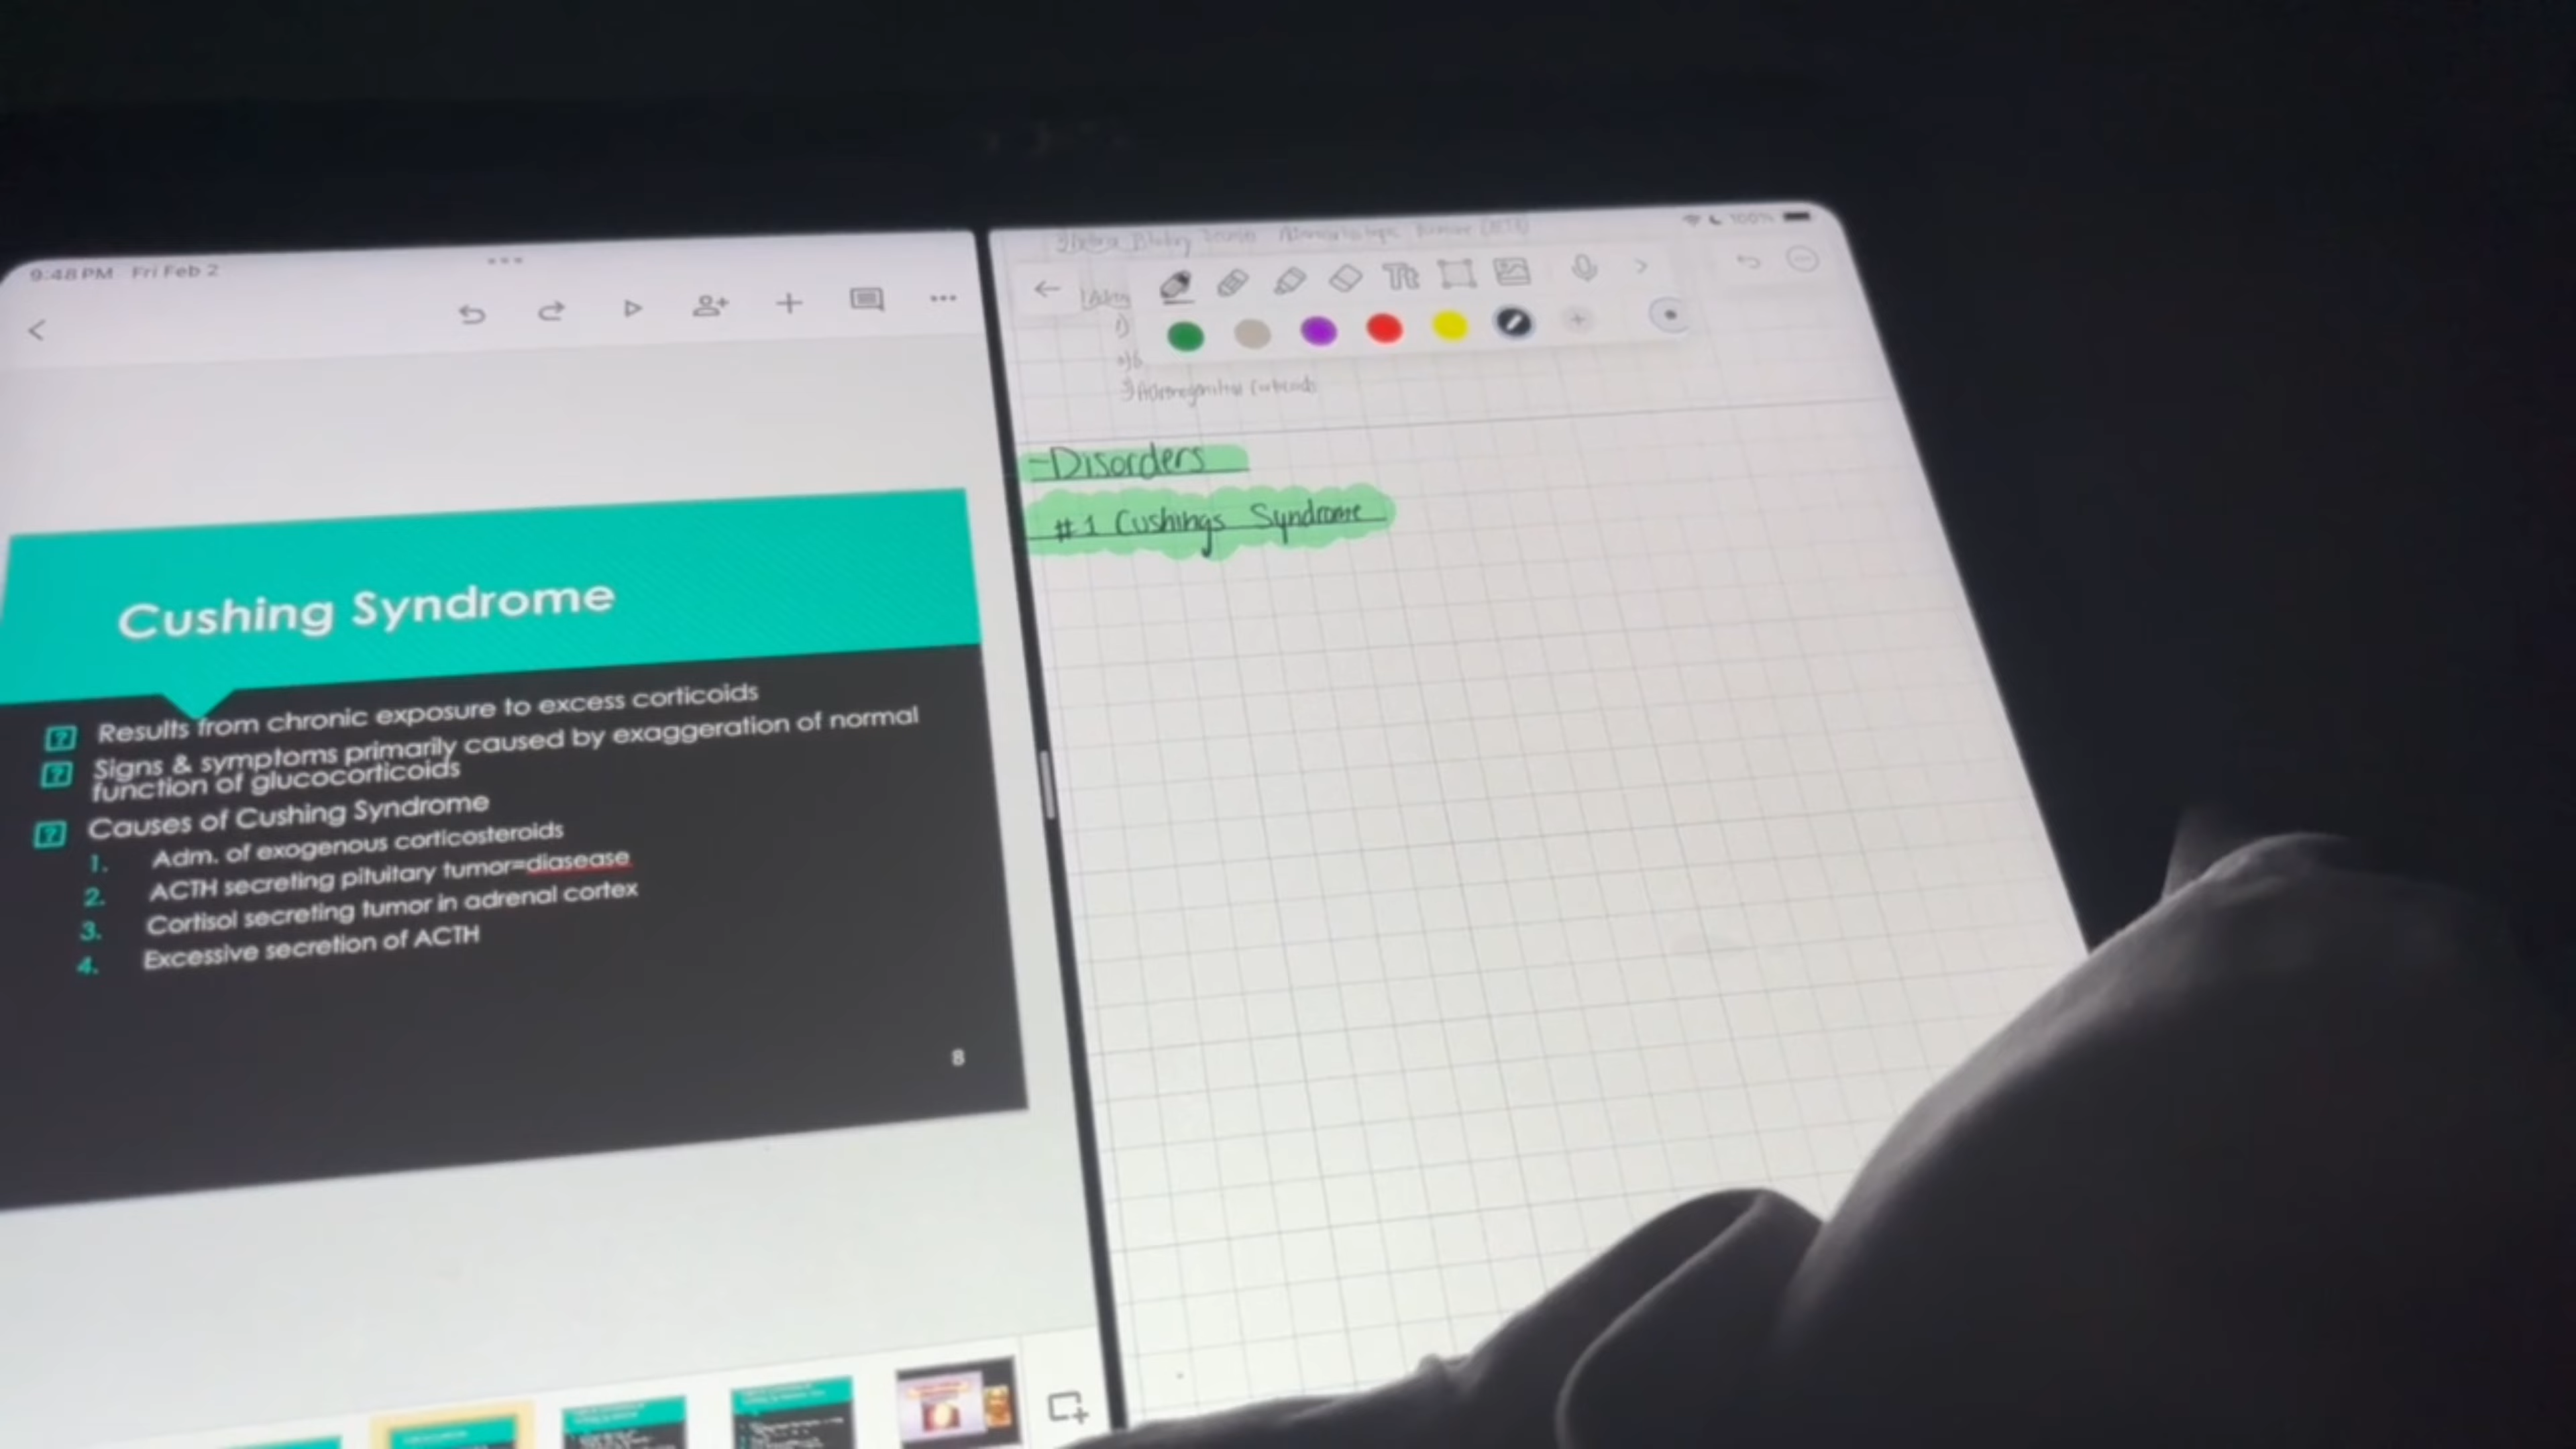 9:48 PM Fri Feb 2
100%
Cushing Syndrome
Results from chronic exposure to excess corticoids
Signs & symptoms primarily caused by exaggeration of normal
function of glucocorticoids
Causes of Cushing Syndrome
1. Adm. of exogenous corticosteroids
2. ACTH secreting pituitary tumor=diasease
3. Cortisol secreting tumor in adrenal cortex
4. Excessive secretion of ACTH
8
Tt
-Disorders
#1 Cushings Syndrome